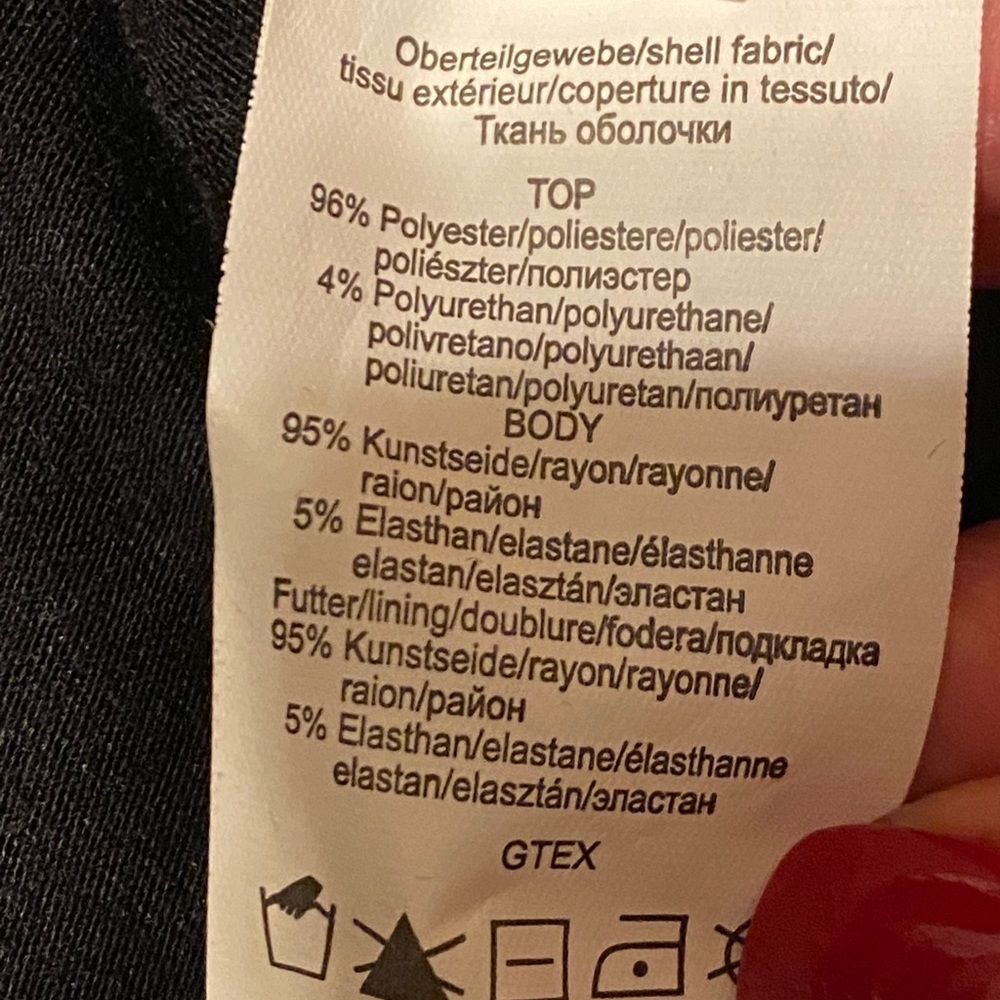 Oberteilgewebe/shell fabric/
tissu extérieur/coperture in tessuto/
Ткань оболочки
TOP
96% Polyester/poliestere/poliester/
poliészter/полиэстер
4% Polyurethan/polyurethane/
polivretano/polyurethaan/
poliuretan/polyuretan/полиуретан
BODY
95% Kunstseide/rayon/rayonne/
raion/район
5% Elasthan/elastane/élasthanne
elastan/elasztán/эластан
Futter/lining/doublure/fodera/подкладка
95% Kunstseide/rayon/rayonne/
raion/район
5% Elasthan/elastane/élasthanne
elastan/elasztán/эластан
GTEX